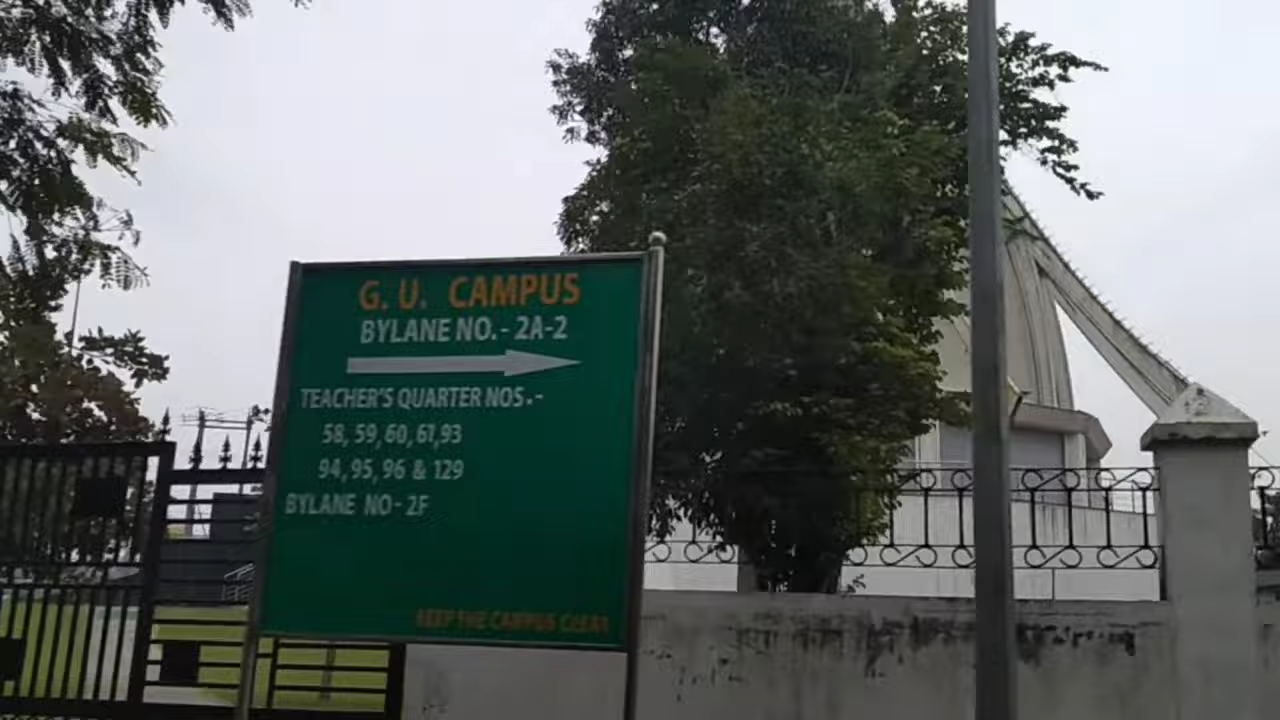 G. U. CAMPUS
BYLANE NO.- 2A-2
TEACHER'S QUARTER NOS.-
58, 59, 60, 61, 93
94, 95, 96 & 129
BYLANE NO- 2F
KEEP THE CAMPUS CLEAN